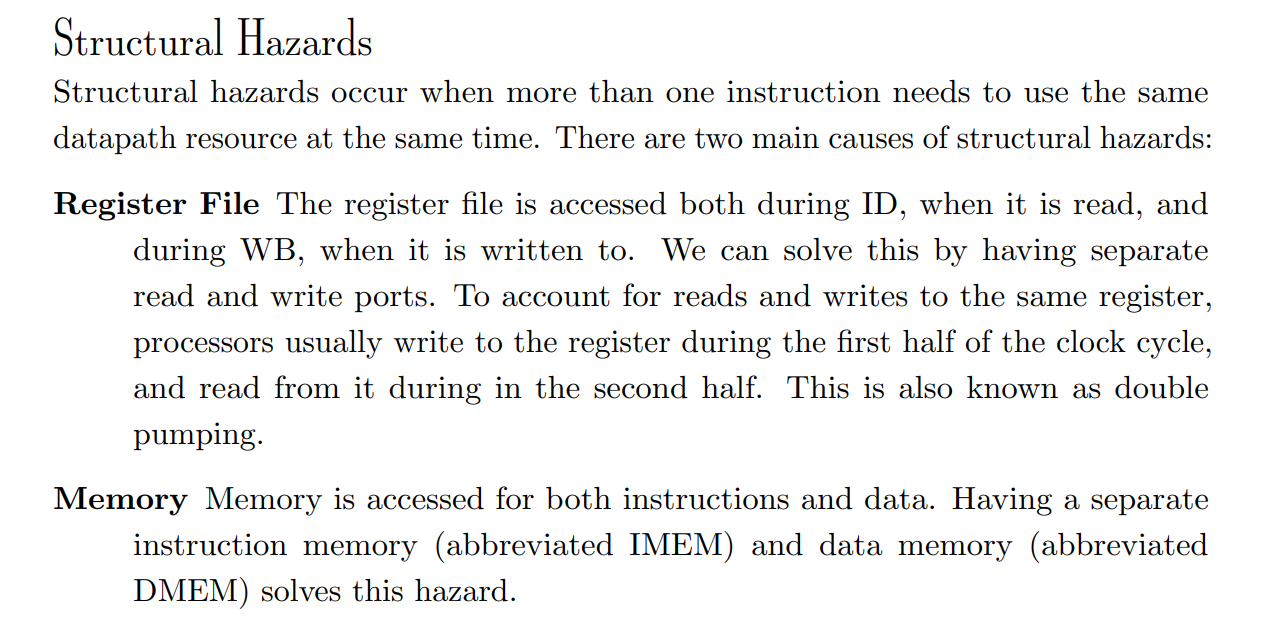 Structural Hazards
Structural hazards occur when more than one instruction needs to use the same
datapath resource at the same time. There are two main causes of structural hazards:
Register File The register file is accessed both during ID, when it is read, and
during WB, when it is written to. We can solve this by having separate
read and write ports. To account for reads and writes to the same register,
processors usually write to the register during the first half of the clock cycle,
and read from it during in the second half. This is also known as double
pumping.
Memory Memory is accessed for both instructions and data. Having a separate
instruction memory (abbreviated IMEM) and data memory (abbreviated
DMEM) solves this hazard.